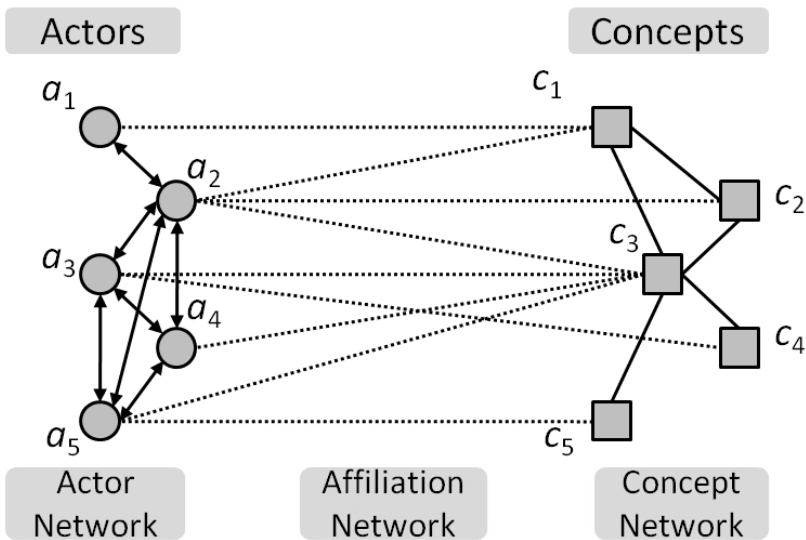 Actors
Concepts
a1
c1
a2
c2
a3
c3
a4
c4
a5
c5
Actor
Network
Affiliation
Network
Concept
Network